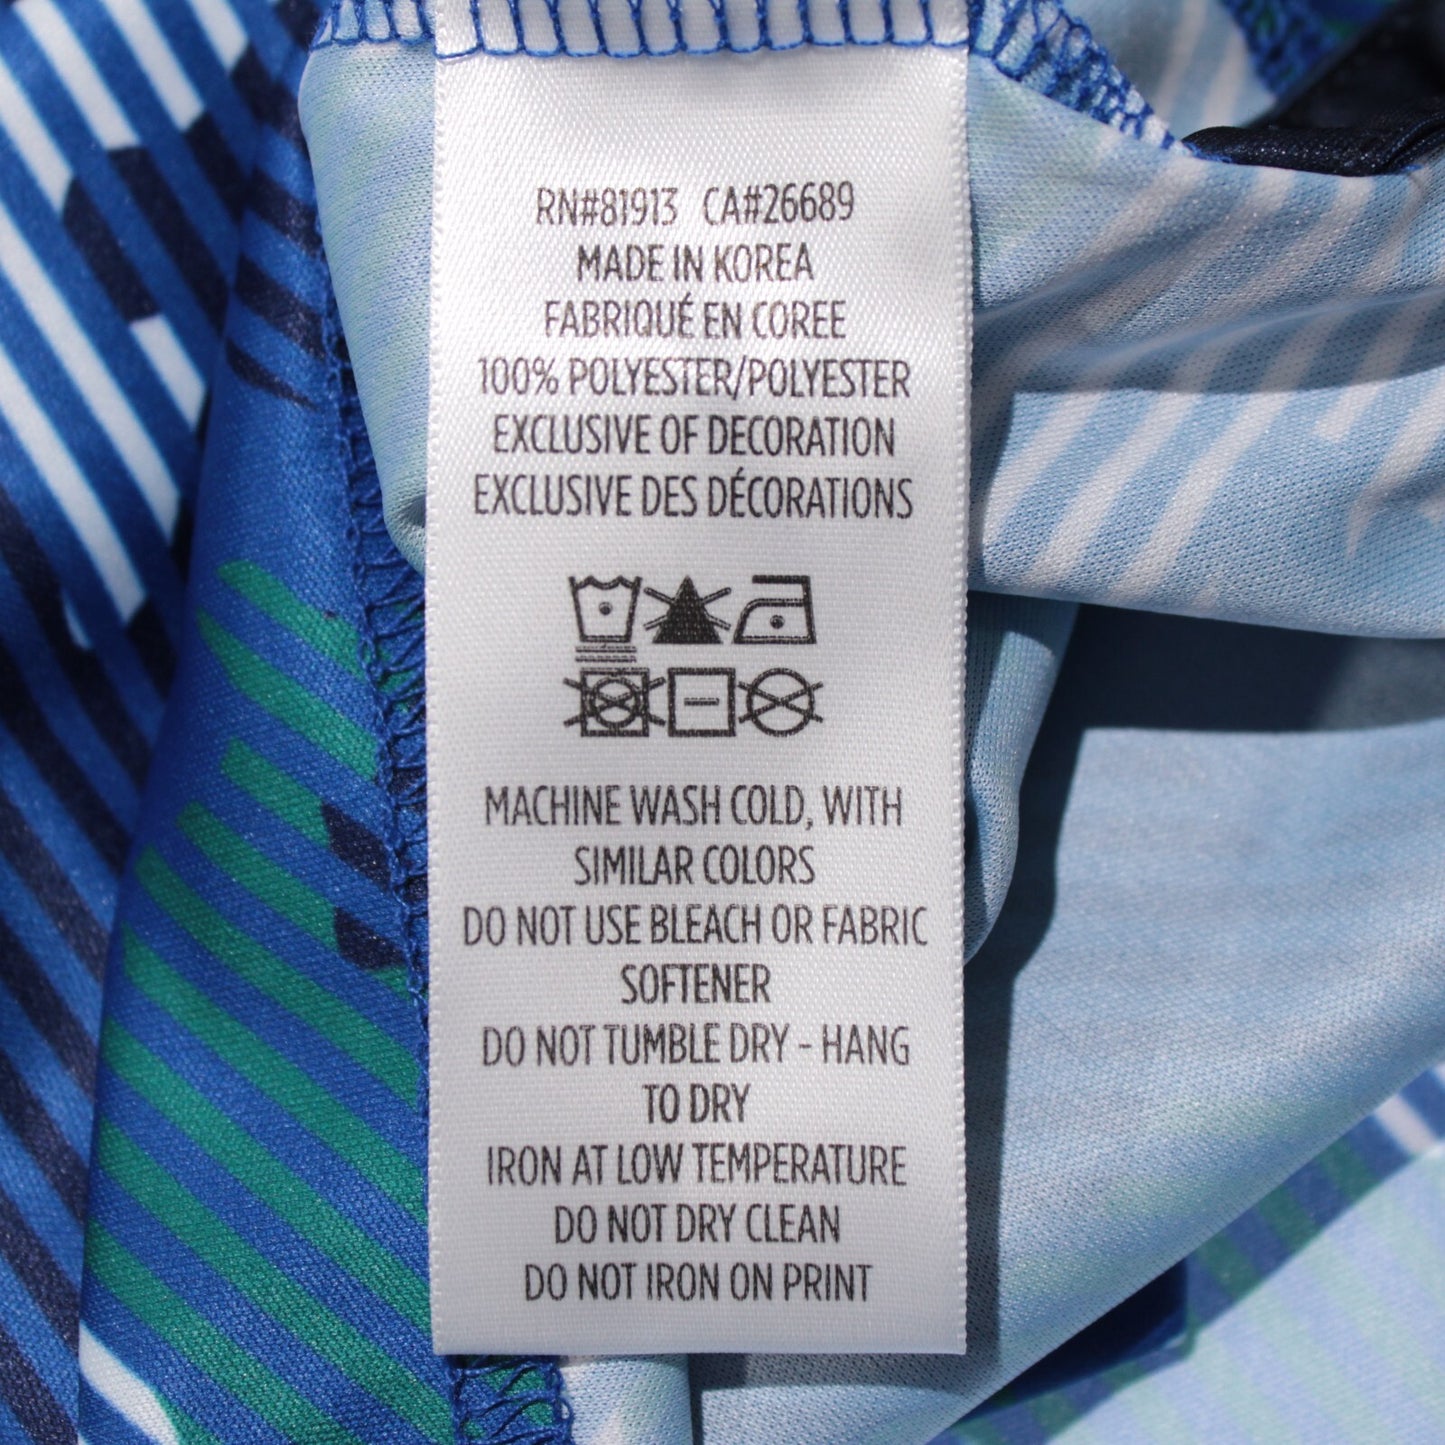 RN#81913 CA#26689
MADE IN KOREA
FABRIQUÉ EN COREE
100% POLYESTER/POLYESTER
EXCLUSIVE OF DECORATION
EXCLUSIVE DES DÉCORATIONS
MACHINE WASH COLD, WITH
SIMILAR COLORS
DO NOT USE BLEACH OR FABRIC
SOFTENER
DO NOT TUMBLE DRY - HANG
TO DRY
IRON AT LOW TEMPERATURE
DO NOT DRY CLEAN
DO NOT IRON ON PRINT